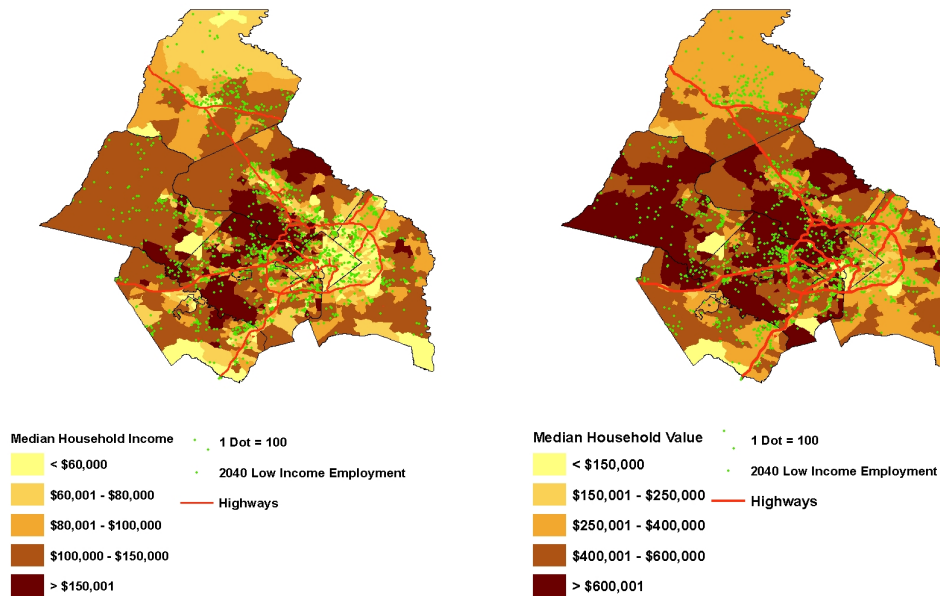 Median Household Income
< $60,000
$60,001 - $80,000
$80,001 - $100,000
$100,000 - $150,000
> $150,001
1 Dot = 100
2040 Low Income Employment
Highways
Median Household Value
< $150,000
$150,001 - $250,000
$250,001 - $400,000
$400,001 - $600,000
> $600,001
1 Dot = 100
2040 Low Income Employment
Highways